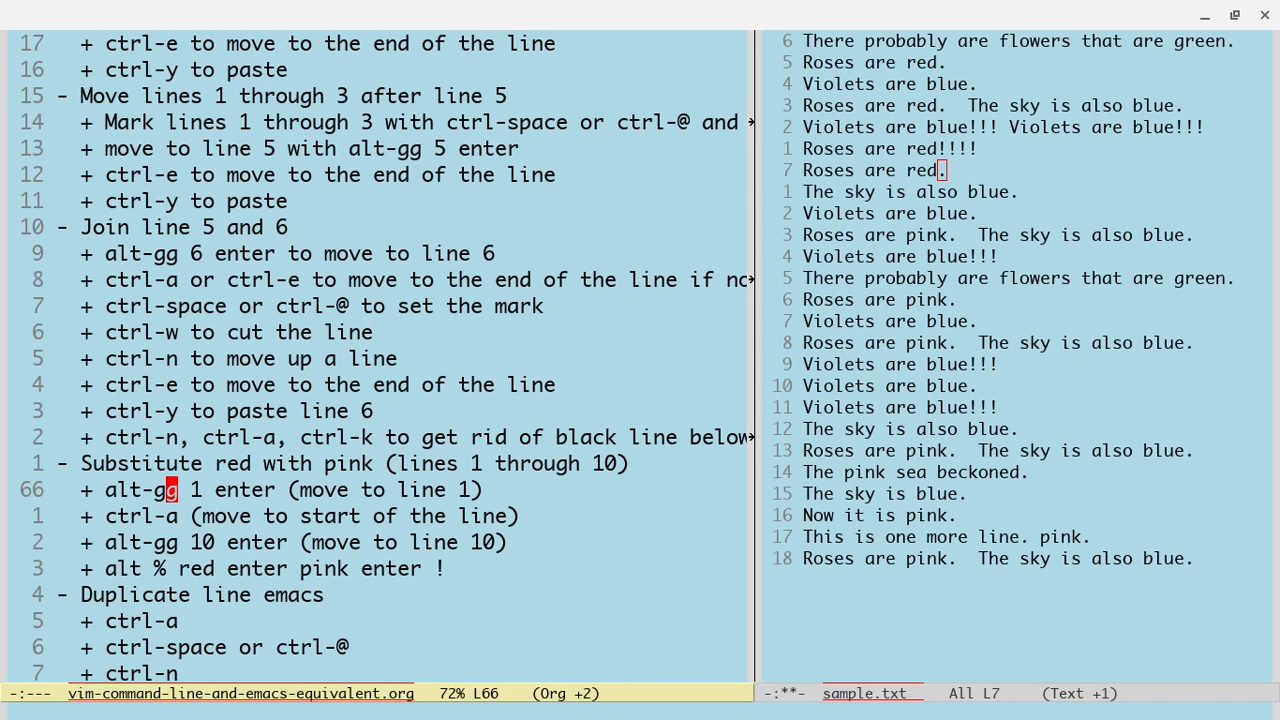 17   + ctrl-e to move to the end of the line
16   + ctrl-y to paste
15 - Move lines 1 through 3 after line 5
14   + Mark lines 1 through 3 with ctrl-space or ctrl-@ and
13   + move to line 5 with alt-gg 5 enter
12   + ctrl-e to move to the end of the line
11   + ctrl-y to paste
10 - Join line 5 and 6
9   + alt-gg 6 enter to move to line 6
8   + ctrl-a or ctrl-e to move to the end of the line if no
7   + ctrl-space or ctrl-@ to set the mark
6   + ctrl-w to cut the line
5   + ctrl-n to move up a line
4   + ctrl-e to move to the end of the line
3   + ctrl-y to paste line 6
2   + ctrl-n, ctrl-a, ctrl-k to get rid of black line below
1 - Substitute red with pink (lines 1 through 10)
66   + alt-gg 1 enter (move to line 1)
1   + ctrl-a (move to start of the line)
2   + alt-gg 10 enter (move to line 10)
3   + alt % red enter pink enter !
4 - Duplicate line emacs
5   + ctrl-a
6   + ctrl-space or ctrl-@
7   + ctrl-n
-:--- vim-command-line-and-emacs-equivalent.org 72% L66 (Org +2)
6 There probably are flowers that are green.
5 Roses are red.
4 Violets are blue.
3 Roses are red.  The sky is also blue.
2 Violets are blue!!! Violets are blue!!!
1 Roses are red!!!!
7 Roses are red.
1 The sky is also blue.
2 Violets are blue.
3 Roses are pink.  The sky is also blue.
4 Violets are blue!!!
5 There probably are flowers that are green.
6 Roses are pink.
7 Violets are blue.
8 Roses are pink.  The sky is also blue.
9 Violets are blue!!!
10 Violets are blue.
11 Violets are blue!!!
12 The sky is also blue.
13 Roses are pink.  The sky is also blue.
14 The pink sea beckoned.
15 The sky is blue.
16 Now it is pink.
17 This is one more line. pink.
18 Roses are pink.  The sky is also blue.
-:**- sample.txt All L7 (Text +1)